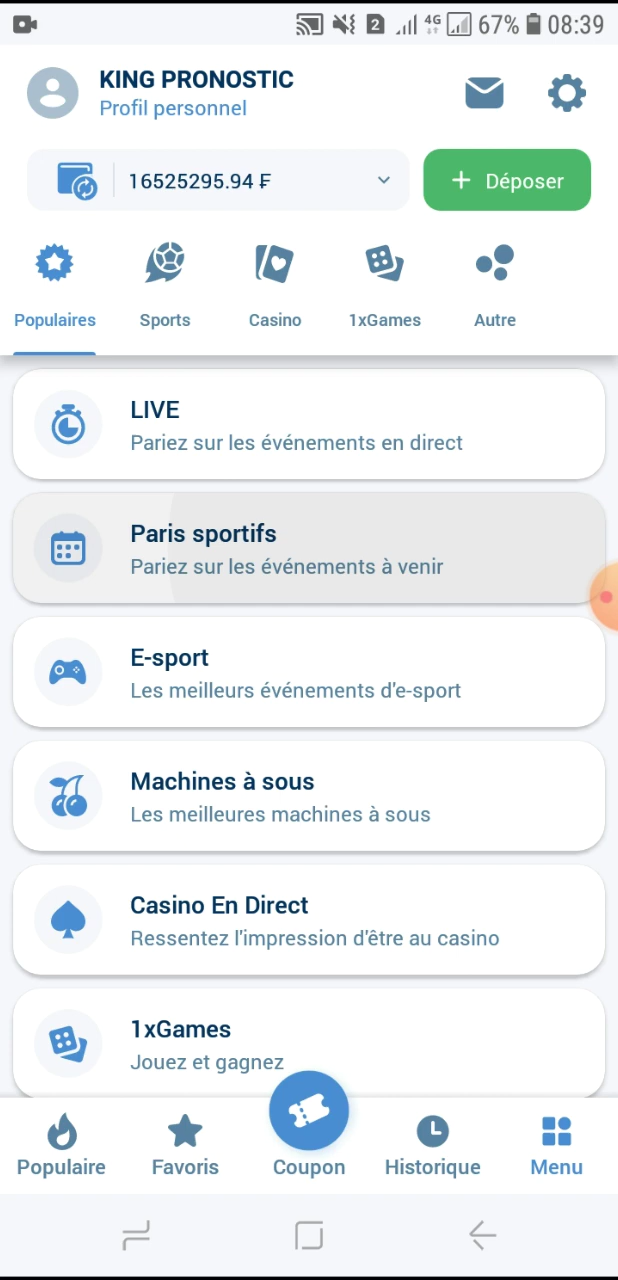 2 4G 67% 08:39
KING PRONOSTIC
Profil personnel
16525295.94 ₣
+ Déposer
Populaires Sports Casino 1xGames Autre
LIVE
Pariez sur les événements en direct
Paris sportifs
Pariez sur les événements à venir
E-sport
Les meilleurs événements d'e-sport
Machines à sous
Les meilleures machines à sous
Casino En Direct
Ressentez l'impression d'être au casino
1xGames
Jouez et gagnez
Populaire Favoris Coupon Historique Menu